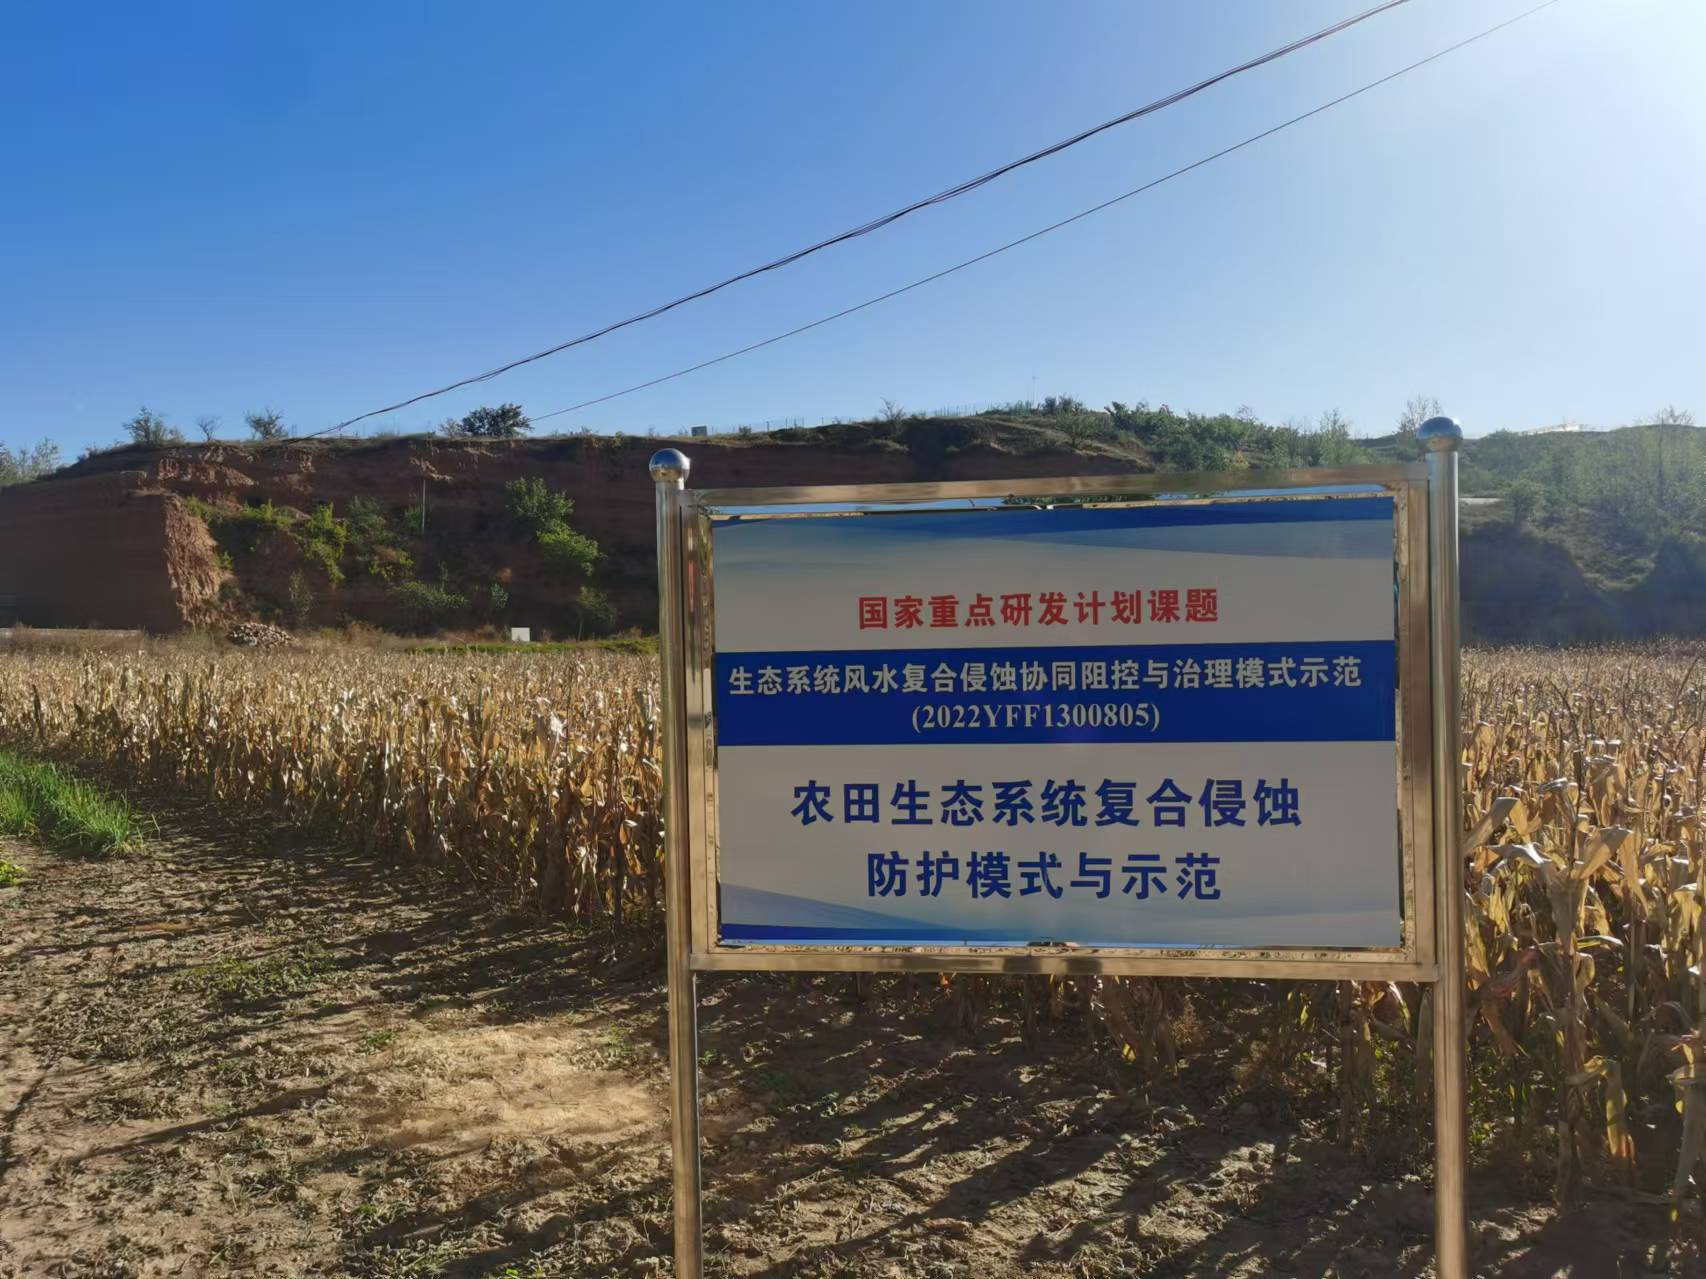 国家重点研发计划课题
生态系统风水复合侵蚀协同阻控与治理模式示范
(2022YFF1300805)
农田生态系统复合侵蚀
防护模式与示范